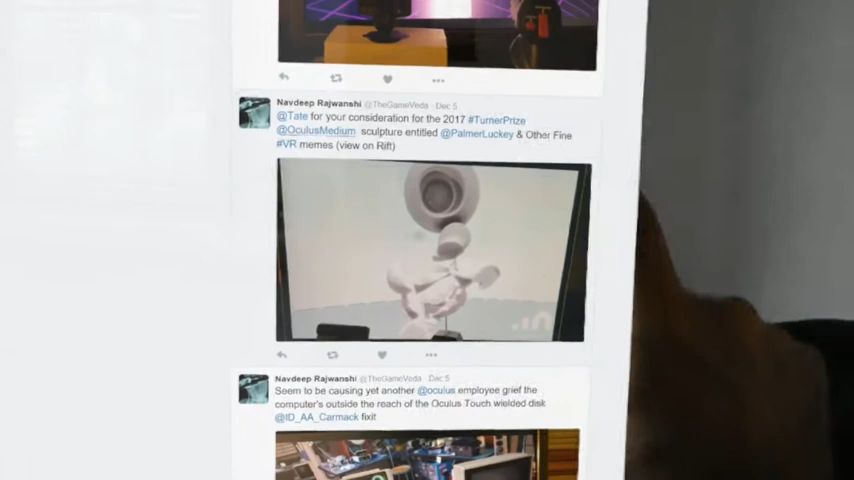 Navdeep Rajwanshi @TheGameVeda · Dec 5
@Tate for your consideration for the 2017 #TurnerPrize
@OculusMedium sculpture entitled @PalmerLuckey & Other Fine
#VR memes (view on Rift)
Navdeep Rajwanshi @TheGameVeda · Dec 5
Seem to be causing yet another @oculus employee grief the
computer's outside the reach of the Oculus Touch wielded disk
@ID_AA_Carmack fixit